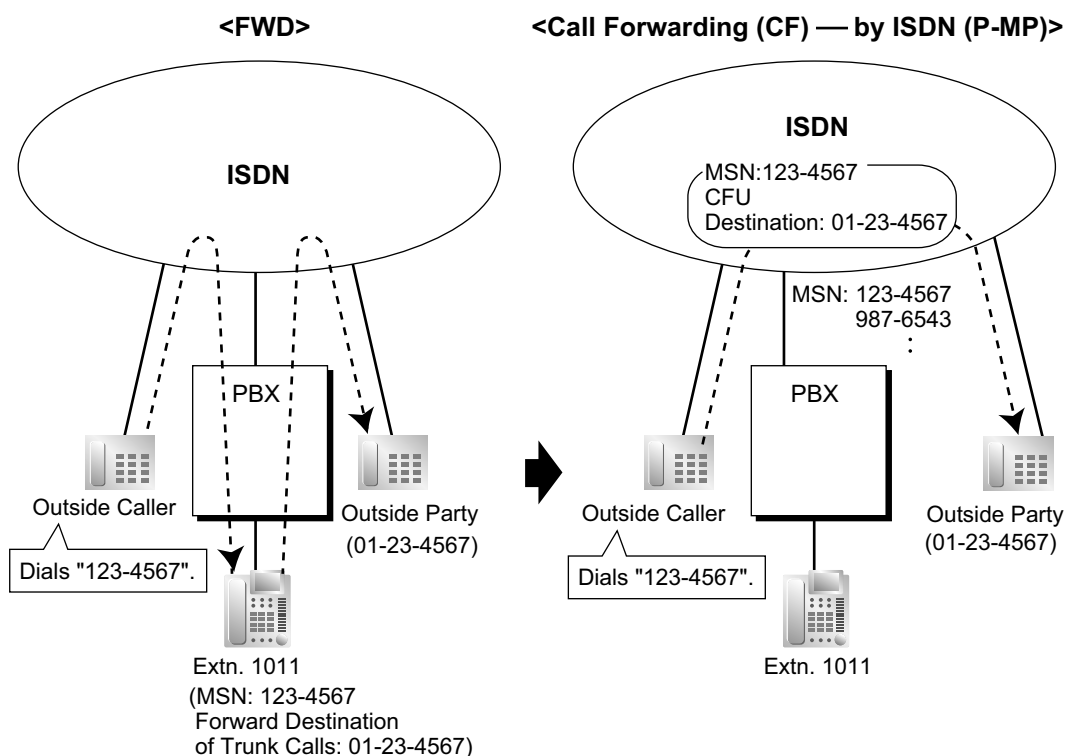 <FWD>
ISDN
PBX
Outside Caller
Dials "123-4567".
Outside Party
(01-23-4567)
Extn. 1011
(MSN: 123-4567
Forward Destination
of Trunk Calls: 01-23-4567)
<Call Forwarding (CF) — by ISDN (P-MP)>
ISDN
MSN:123-4567
CFU
Destination: 01-23-4567
MSN: 123-4567
987-6543
:
PBX
Outside Caller
Dials "123-4567".
Outside Party
(01-23-4567)
Extn. 1011